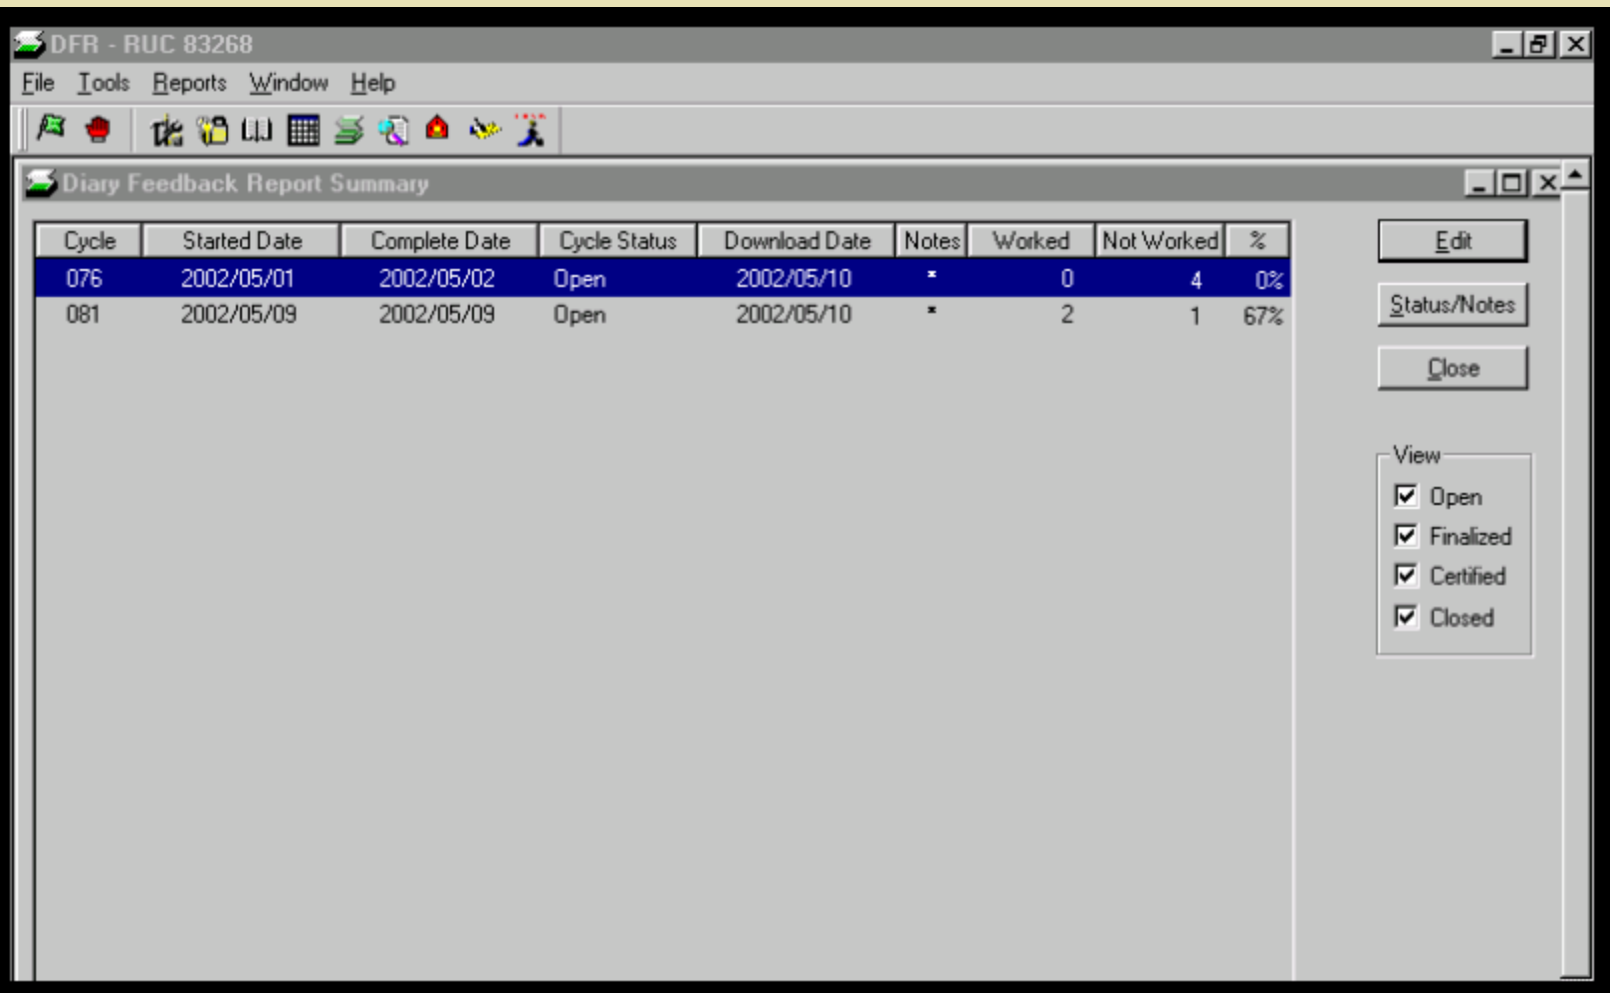 DFR - RUC 83268
File Tools Reports Window Help
Diary Feedback Report Summary
Cycle Started Date Complete Date Cycle Status Download Date Notes Worked Not Worked %
076 2002/05/01 2002/05/02 Open 2002/05/10 * 0 4 0%
081 2002/05/09 2002/05/09 Open 2002/05/10 * 2 1 67%
Edit
Status/Notes
Close
View
Open
Finalized
Certified
Closed